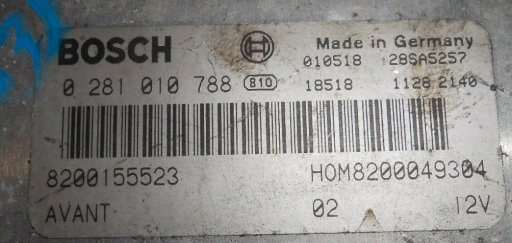 BOSCH
Made in Germany
010518 28SA5257
0 281 010 788 810 18518 1128 2140
8200155523 HOM8200049304
AVANT 02 12V